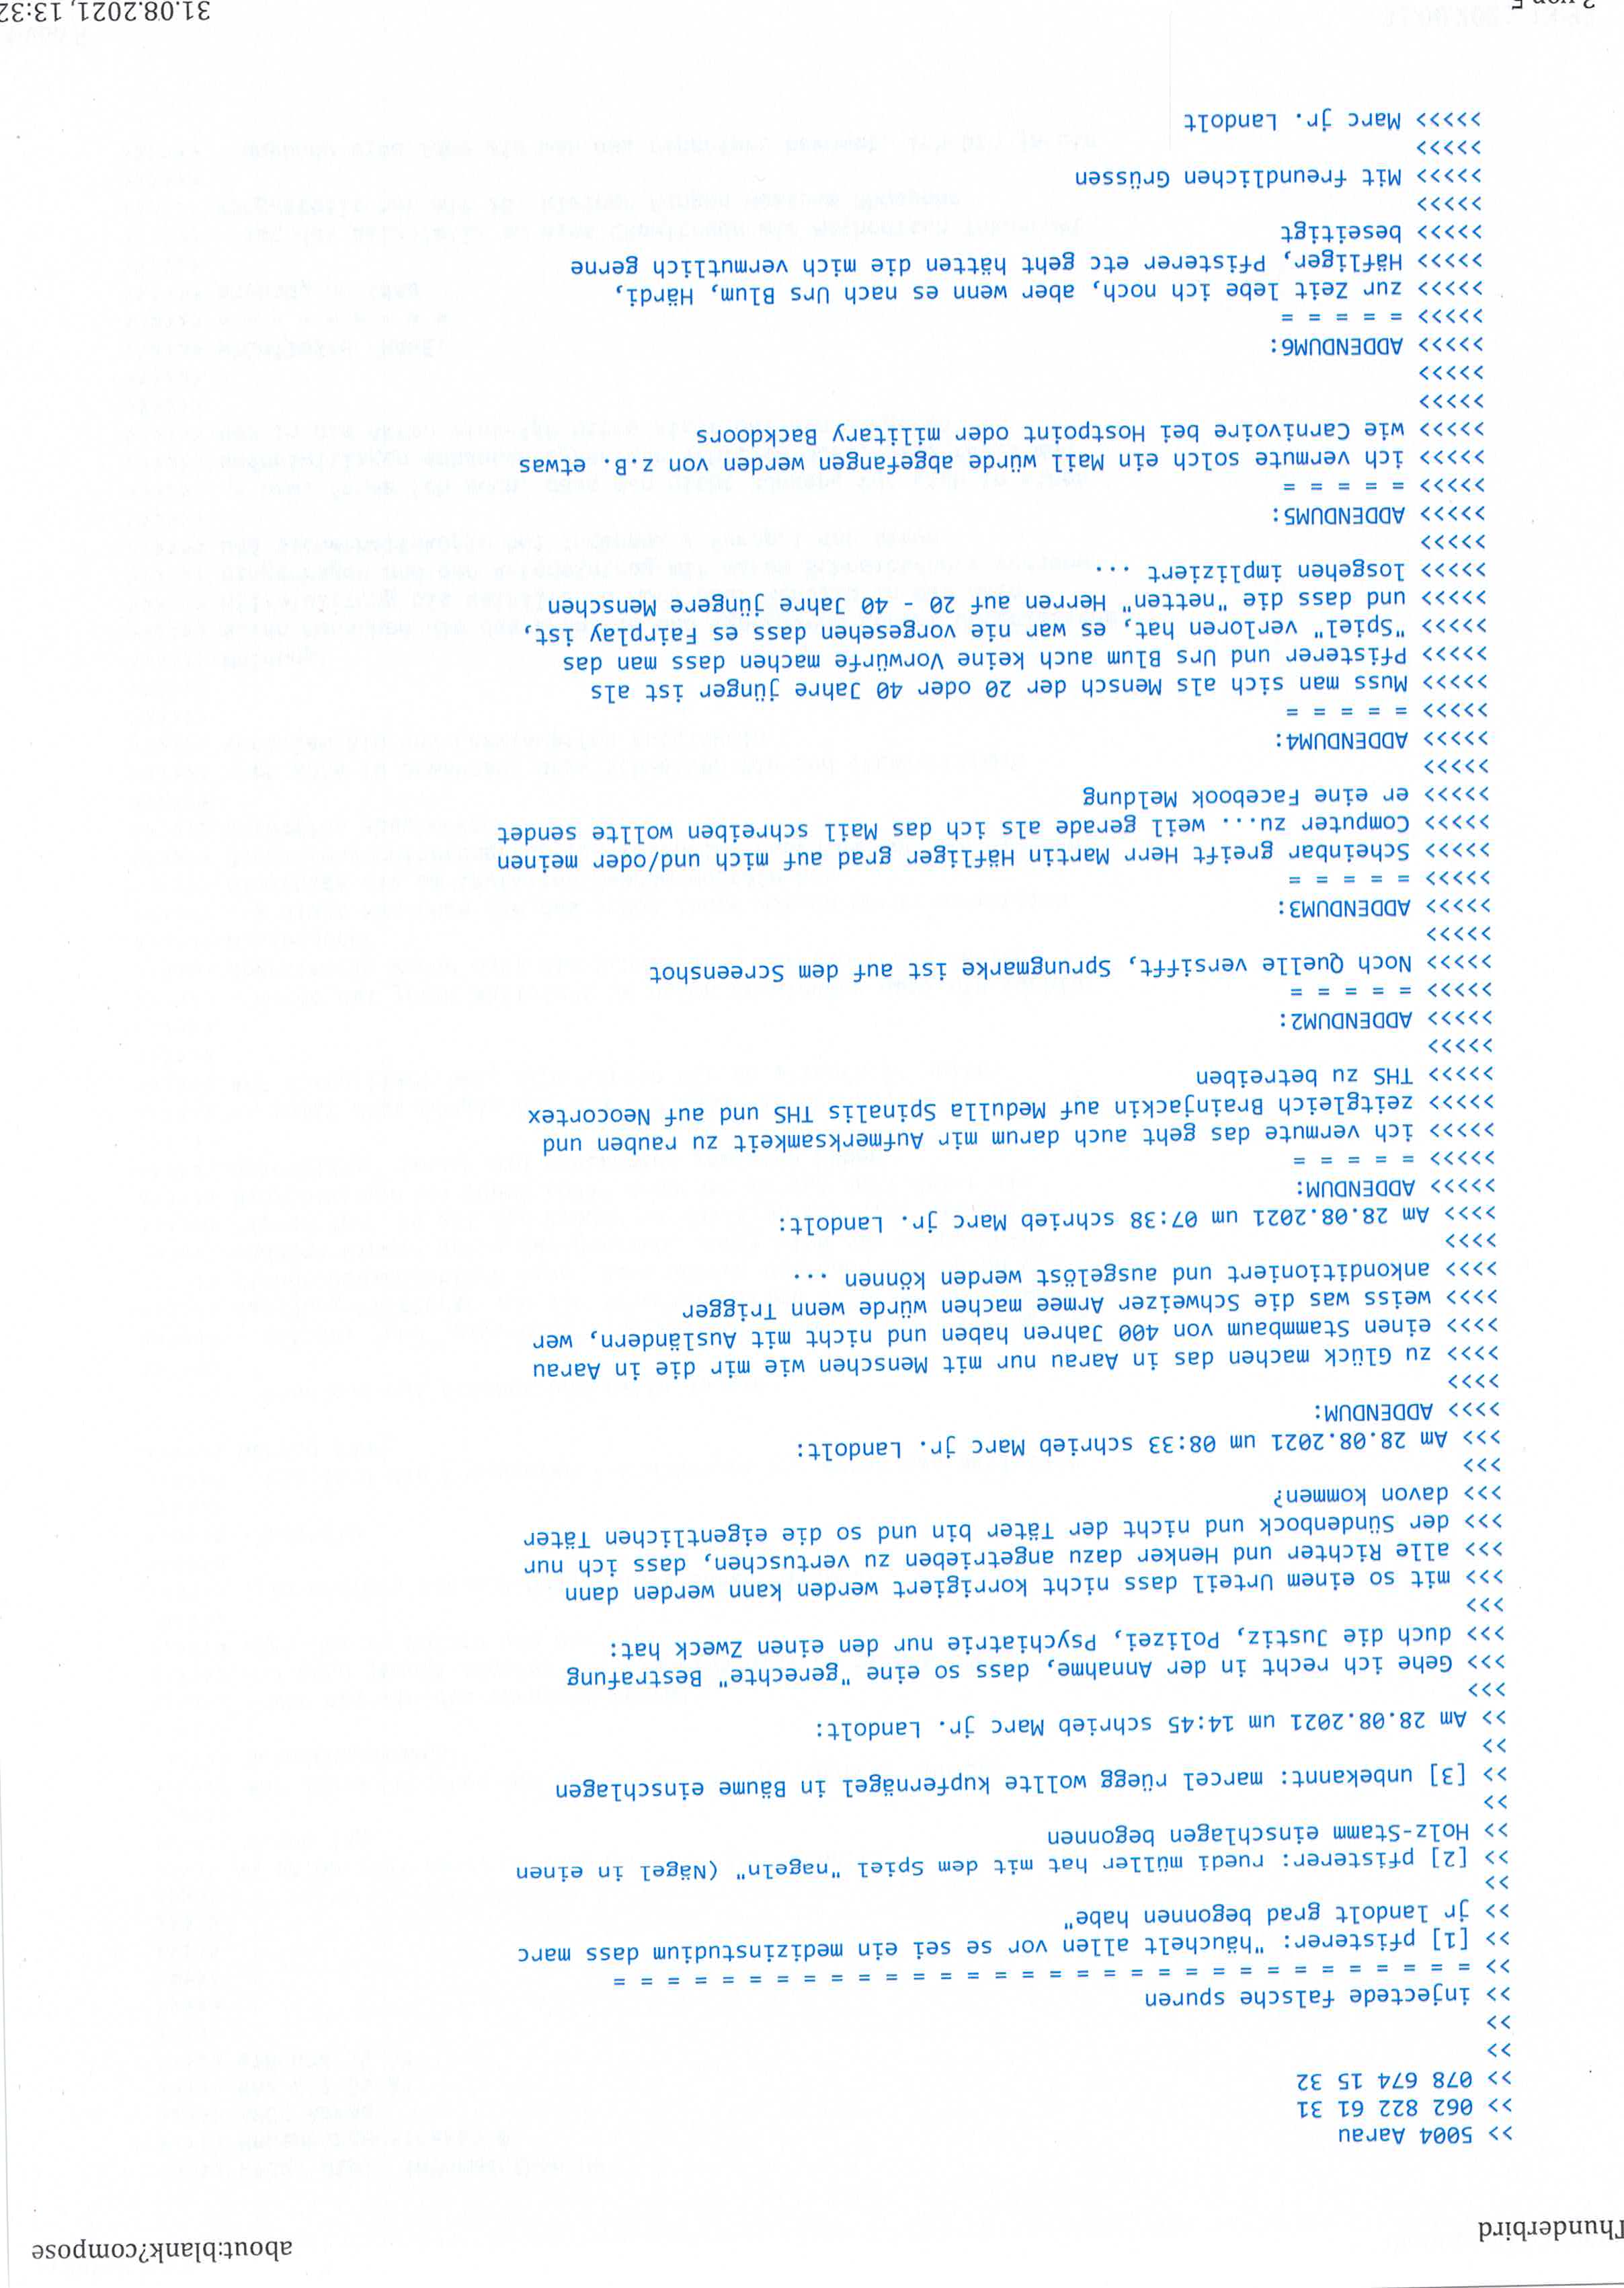 Thunderbird
about:blank?compose
>> 5004 Aarau
>> 062 822 61 31
>> 078 674 15 32
>>
>>
>> injectede falsche spuren
>> = = = = = = = = = = = = = = = = = = = = = = = = = = = = = = = =
>> [1] pfisterer: "häuchelt allen vor se sei ein medizinstudium dass marc
>> jr landolt grad begonnen habe"
>>
>> [2] pfisterer: ruedi müller hat mit dem Spiel "nageln" (Nägel in einen
>> Holz-Stamm einschlagen begonnen
>>
>> [3] unbekannt: marcel rüegg wollte kupfernägel in Bäume einschlagen
>>
>> Am 28.08.2021 um 14:45 schrieb Marc jr. Landolt:
>>>
>>> Gehe ich recht in der Annahme, dass so eine "gerechte" Bestrafung
>>> duch die Justiz, Polizei, Psychiatrie nur den einen Zweck hat:
>>>
>>> mit so einem Urteil dass nicht korrigiert werden kann werden dann
>>> alle Richter und Henker dazu angetrieben zu vertuschen, dass ich nur
>>> der Sündenbock und nicht der Täter bin und so die eigentlichen Täter
>>> davon kommen?
>>>
>>> Am 28.08.2021 um 08:33 schrieb Marc jr. Landolt:
>>>> ADDENDUM:
>>>>
>>>> zu Glück machen das in Aarau nur mit Menschen wie mir die in Aarau
>>>> einen Stammbaum von 400 Jahren haben und nicht mit Ausländern, wer
>>>> weiss was die Schweizer Armee machen würde wenn Trigger
>>>> ankonditioniert und ausgelöst werden können ...
>>>>
>>>> Am 28.08.2021 um 07:38 schrieb Marc jr. Landolt:
>>>>> ADDENDUM:
>>>>> = = = = =
>>>>> ich vermute das geht auch darum mir Aufmerksamkeit zu rauben und
>>>>> zeitgleich Brainjackin auf Medulla Spinalis THS und auf Neocortex
>>>>> THS zu betreiben
>>>>>
>>>>> ADDENDUM2:
>>>>> = = = = =
>>>>> Noch Quelle versifft, Sprungmarke ist auf dem Screenshot
>>>>>
>>>>> ADDENDUM3:
>>>>> = = = = =
>>>>> Scheinbar greift Herr Martin Häfliger grad auf mich und/oder meinen
>>>>> Computer zu... weil gerade als ich das Mail schreiben wollte sendet
>>>>> er eine Facebook Meldung
>>>>>
>>>>> ADDENDUM4:
>>>>> = = = = =
>>>>> Muss man sich als Mensch der 20 oder 40 Jahre jünger ist als
>>>>> Pfisterer und Urs Blum auch keine Vorwürfe machen dass man das
>>>>> "Spiel" verloren hat, es war nie vorgesehen dass es Fairplay ist,
>>>>> und dass die "netten" Herren auf 20 - 40 Jahre jüngere Menschen
>>>>> losgehen impliziert ...
>>>>>
>>>>> ADDENDUM5:
>>>>> = = = = =
>>>>> ich vermute solch ein Mail würde abgefangen werden von z.B. etwas
>>>>> wie Carnivoire bei Hostpoint oder military Backdoors
>>>>>
>>>>>
>>>>> ADDENDUM6:
>>>>> = = = = =
>>>>> zur Zeit lebe ich noch, aber wenn es nach Urs Blum, Härdi,
>>>>> Häfliger, Pfisterer etc geht hätten die mich vermutlich gerne
>>>>> beseitigt
>>>>>
>>>>> Mit freundlichen Grüssen
>>>>>
>>>>> Marc jr. Landolt
31.08.2021, 13:32